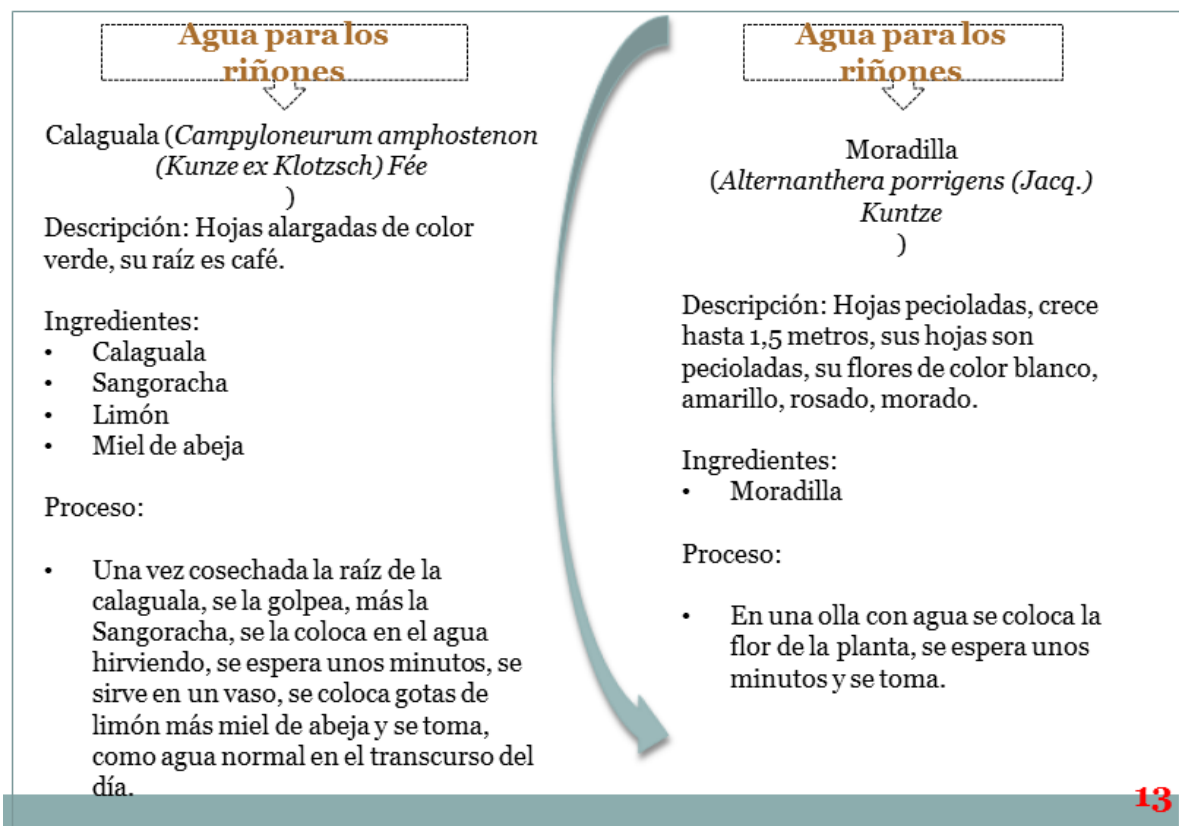 Agua para los
riñones
Calaguala (Campyloneurum amphostenon
(Kunze ex Klotzsch) Fée
)
Descripción: Hojas alargadas de color
verde, su raíz es café.
Ingredientes:
• Calaguala
• Sangoracha
• Limón
• Miel de abeja
Proceso:
• Una vez cosechada la raíz de la
calaguala, se la golpea, más la
Sangoracha, se la coloca en el agua
hirviendo, se espera unos minutos, se
sirve en un vaso, se coloca gotas de
limón más miel de abeja y se toma,
como agua normal en el transcurso del
día.
Agua para los
riñones
Moradilla
(Alternanthera porrigens (Jacq.)
Kuntze
)
Descripción: Hojas pecioladas, crece
hasta 1,5 metros, sus hojas son
pecioladas, su flores de color blanco,
amarillo, rosado, morado.
Ingredientes:
• Moradilla
Proceso:
• En una olla con agua se coloca la
flor de la planta, se espera unos
minutos y se toma.
13